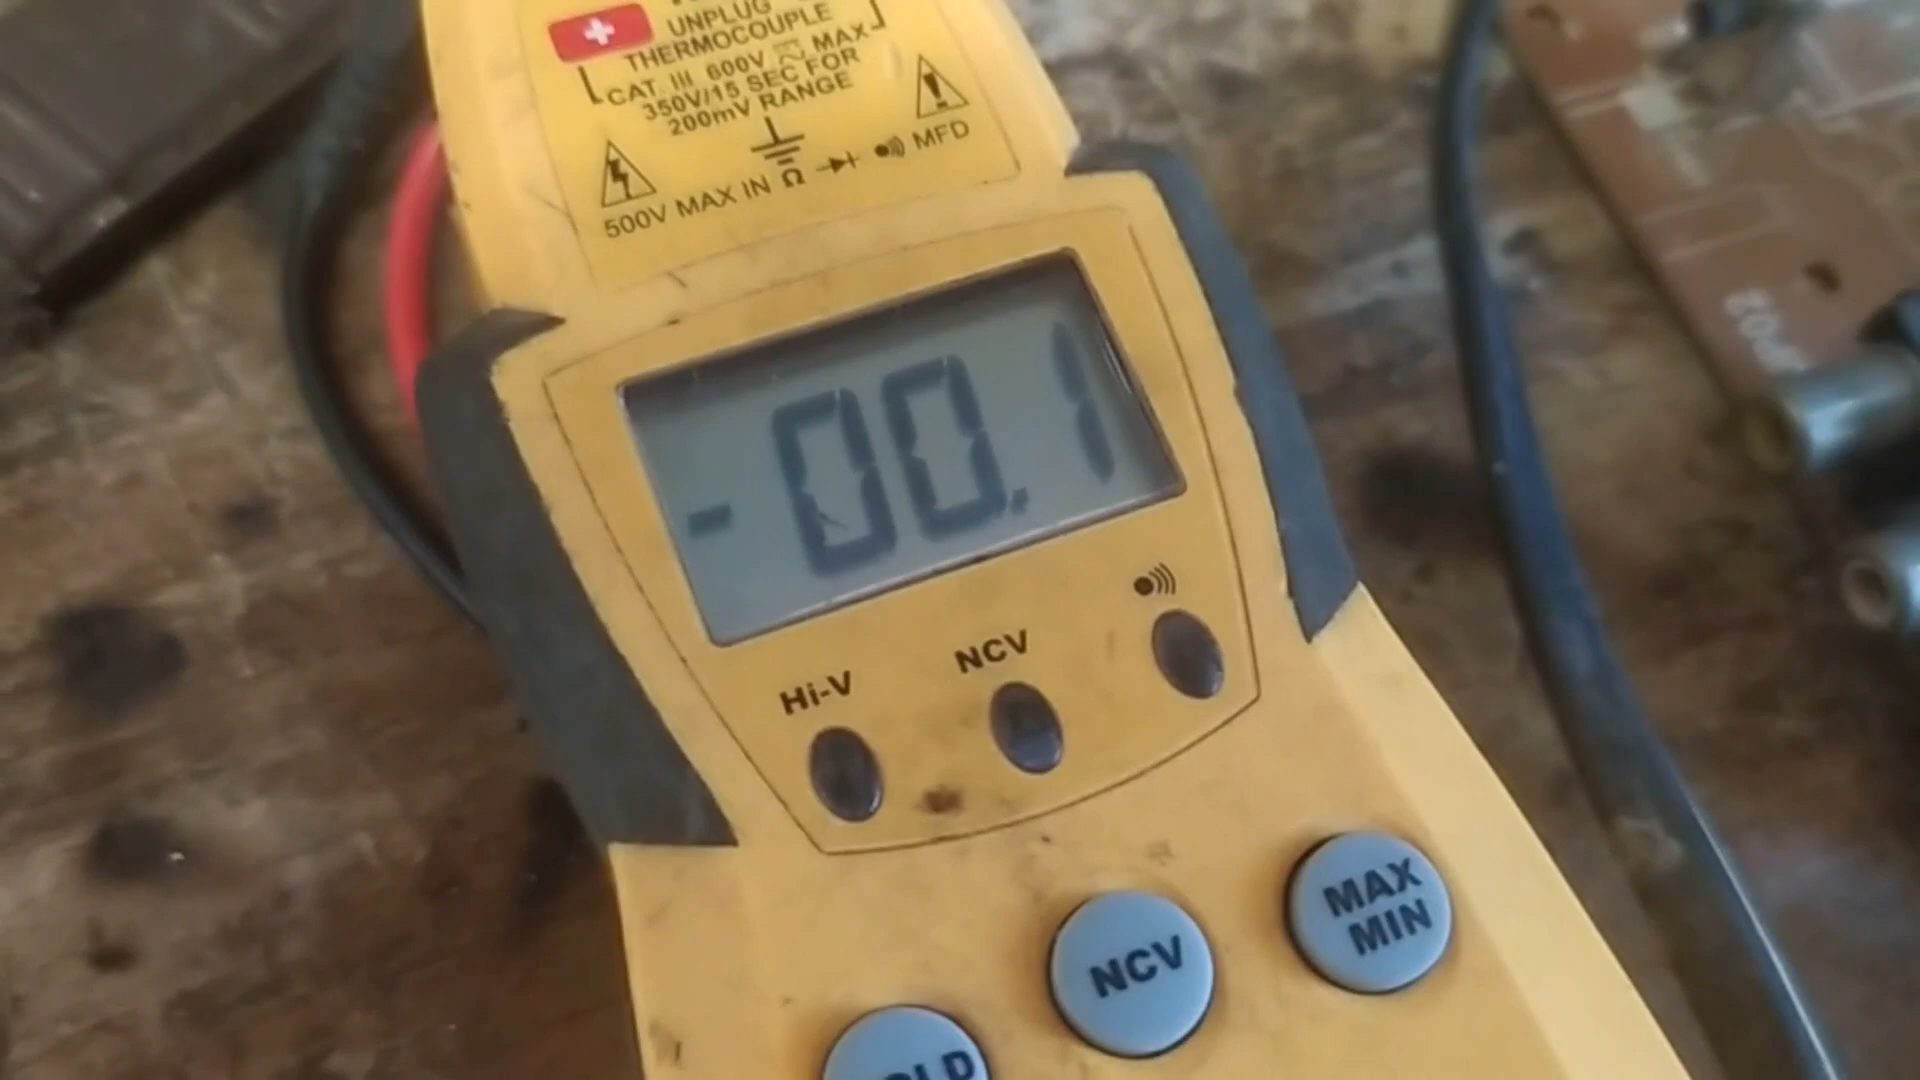 UNPLUG
THERMOCOUPLE
CAT. III 600V MAX
350V/15 SEC FOR
200mV RANGE
MFD
500V MAX IN Ω
-00.1
Hi-V
NCV
MAX
MIN
NCV